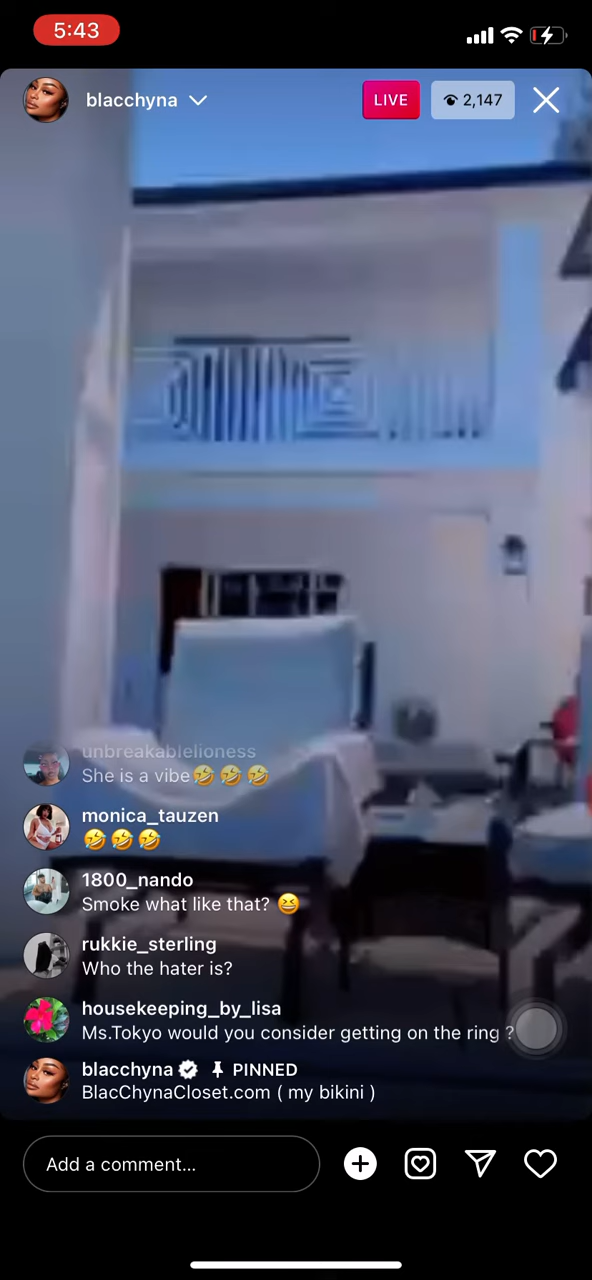 5:43
blacchyna
LIVE
2,147
unbreakablelioness
She is a vibe🤣🤣🤣
monica_tauzen
🤣🤣🤣
1800_nando
Smoke what like that? 😆
rukkie_sterling
Who the hater is?
housekeeping_by_lisa
Ms.Tokyo would you consider getting on the ring ?
blacchyna PINNED
BlacChynaCloset.com ( my bikini )
Add a comment...